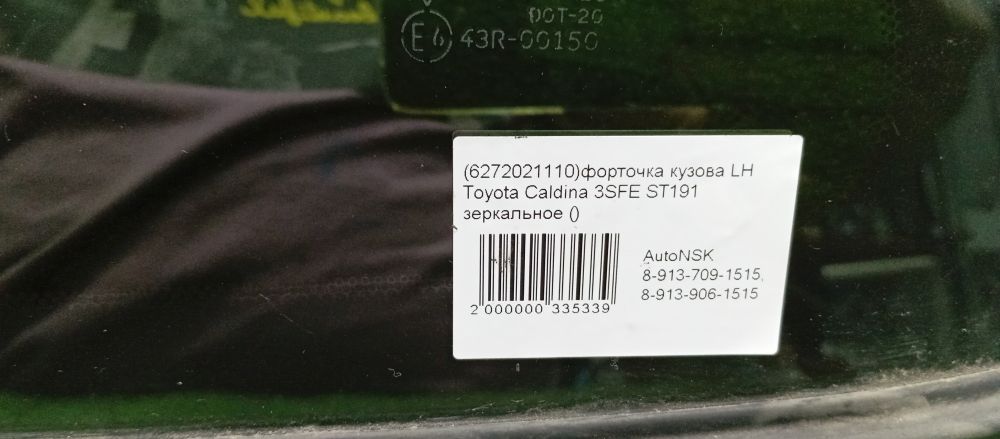 DOT-20
E6 43R-00150
(6272021110)форточка кузова LH
Toyota Caldina 3SFE ST191
зеркальное ()
AutoNSK
8-913-709-1515,
8-913-906-1515
2 000000 335339